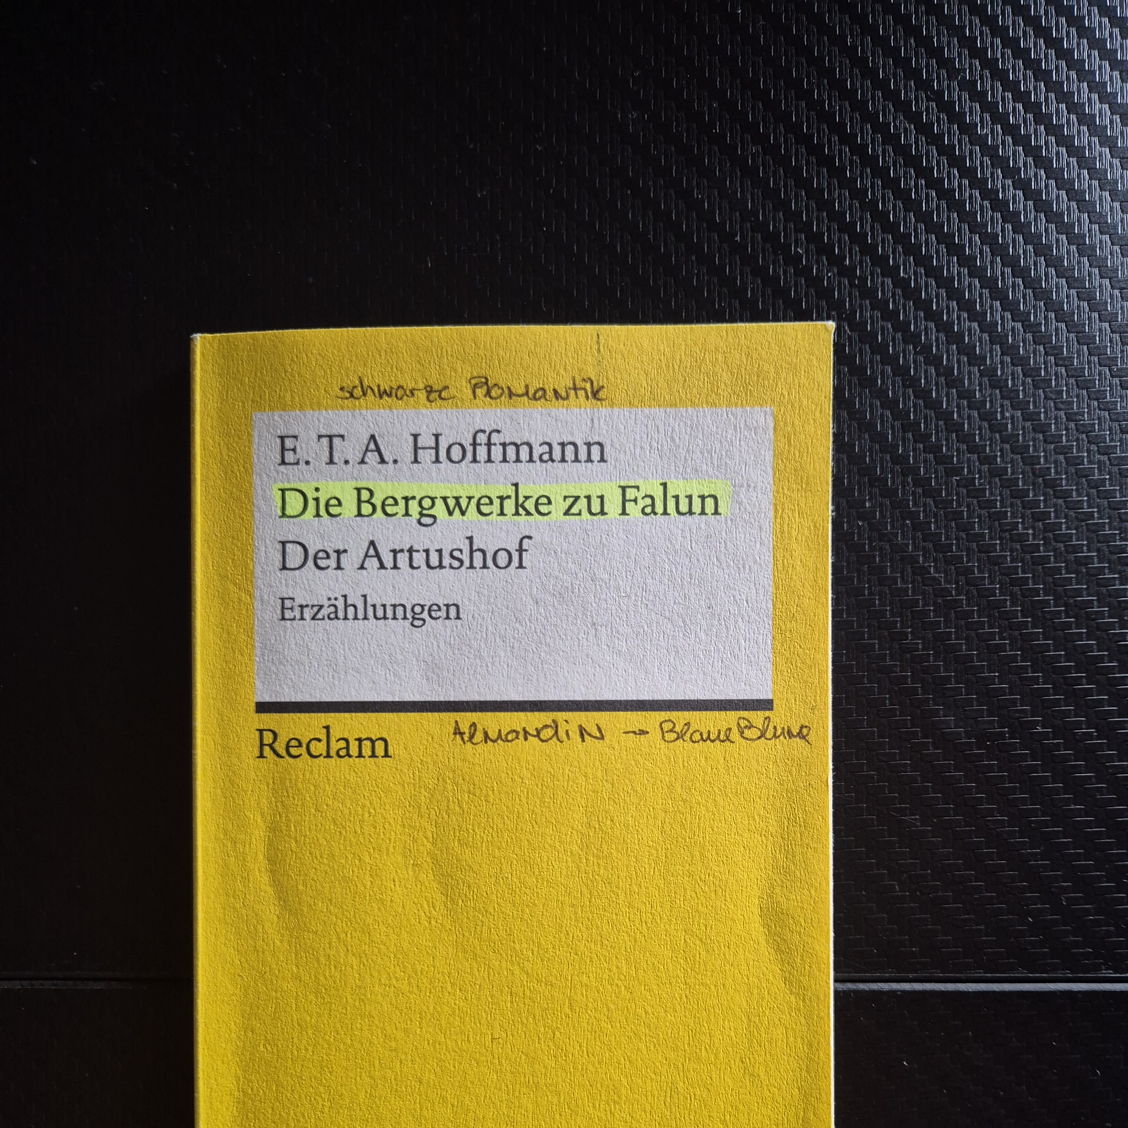 schwarze Romantik
E. T. A. Hoffmann
Die Bergwerke zu Falun
Der Artushof
Erzählungen
Reclam
Almandin → Blaue Blume